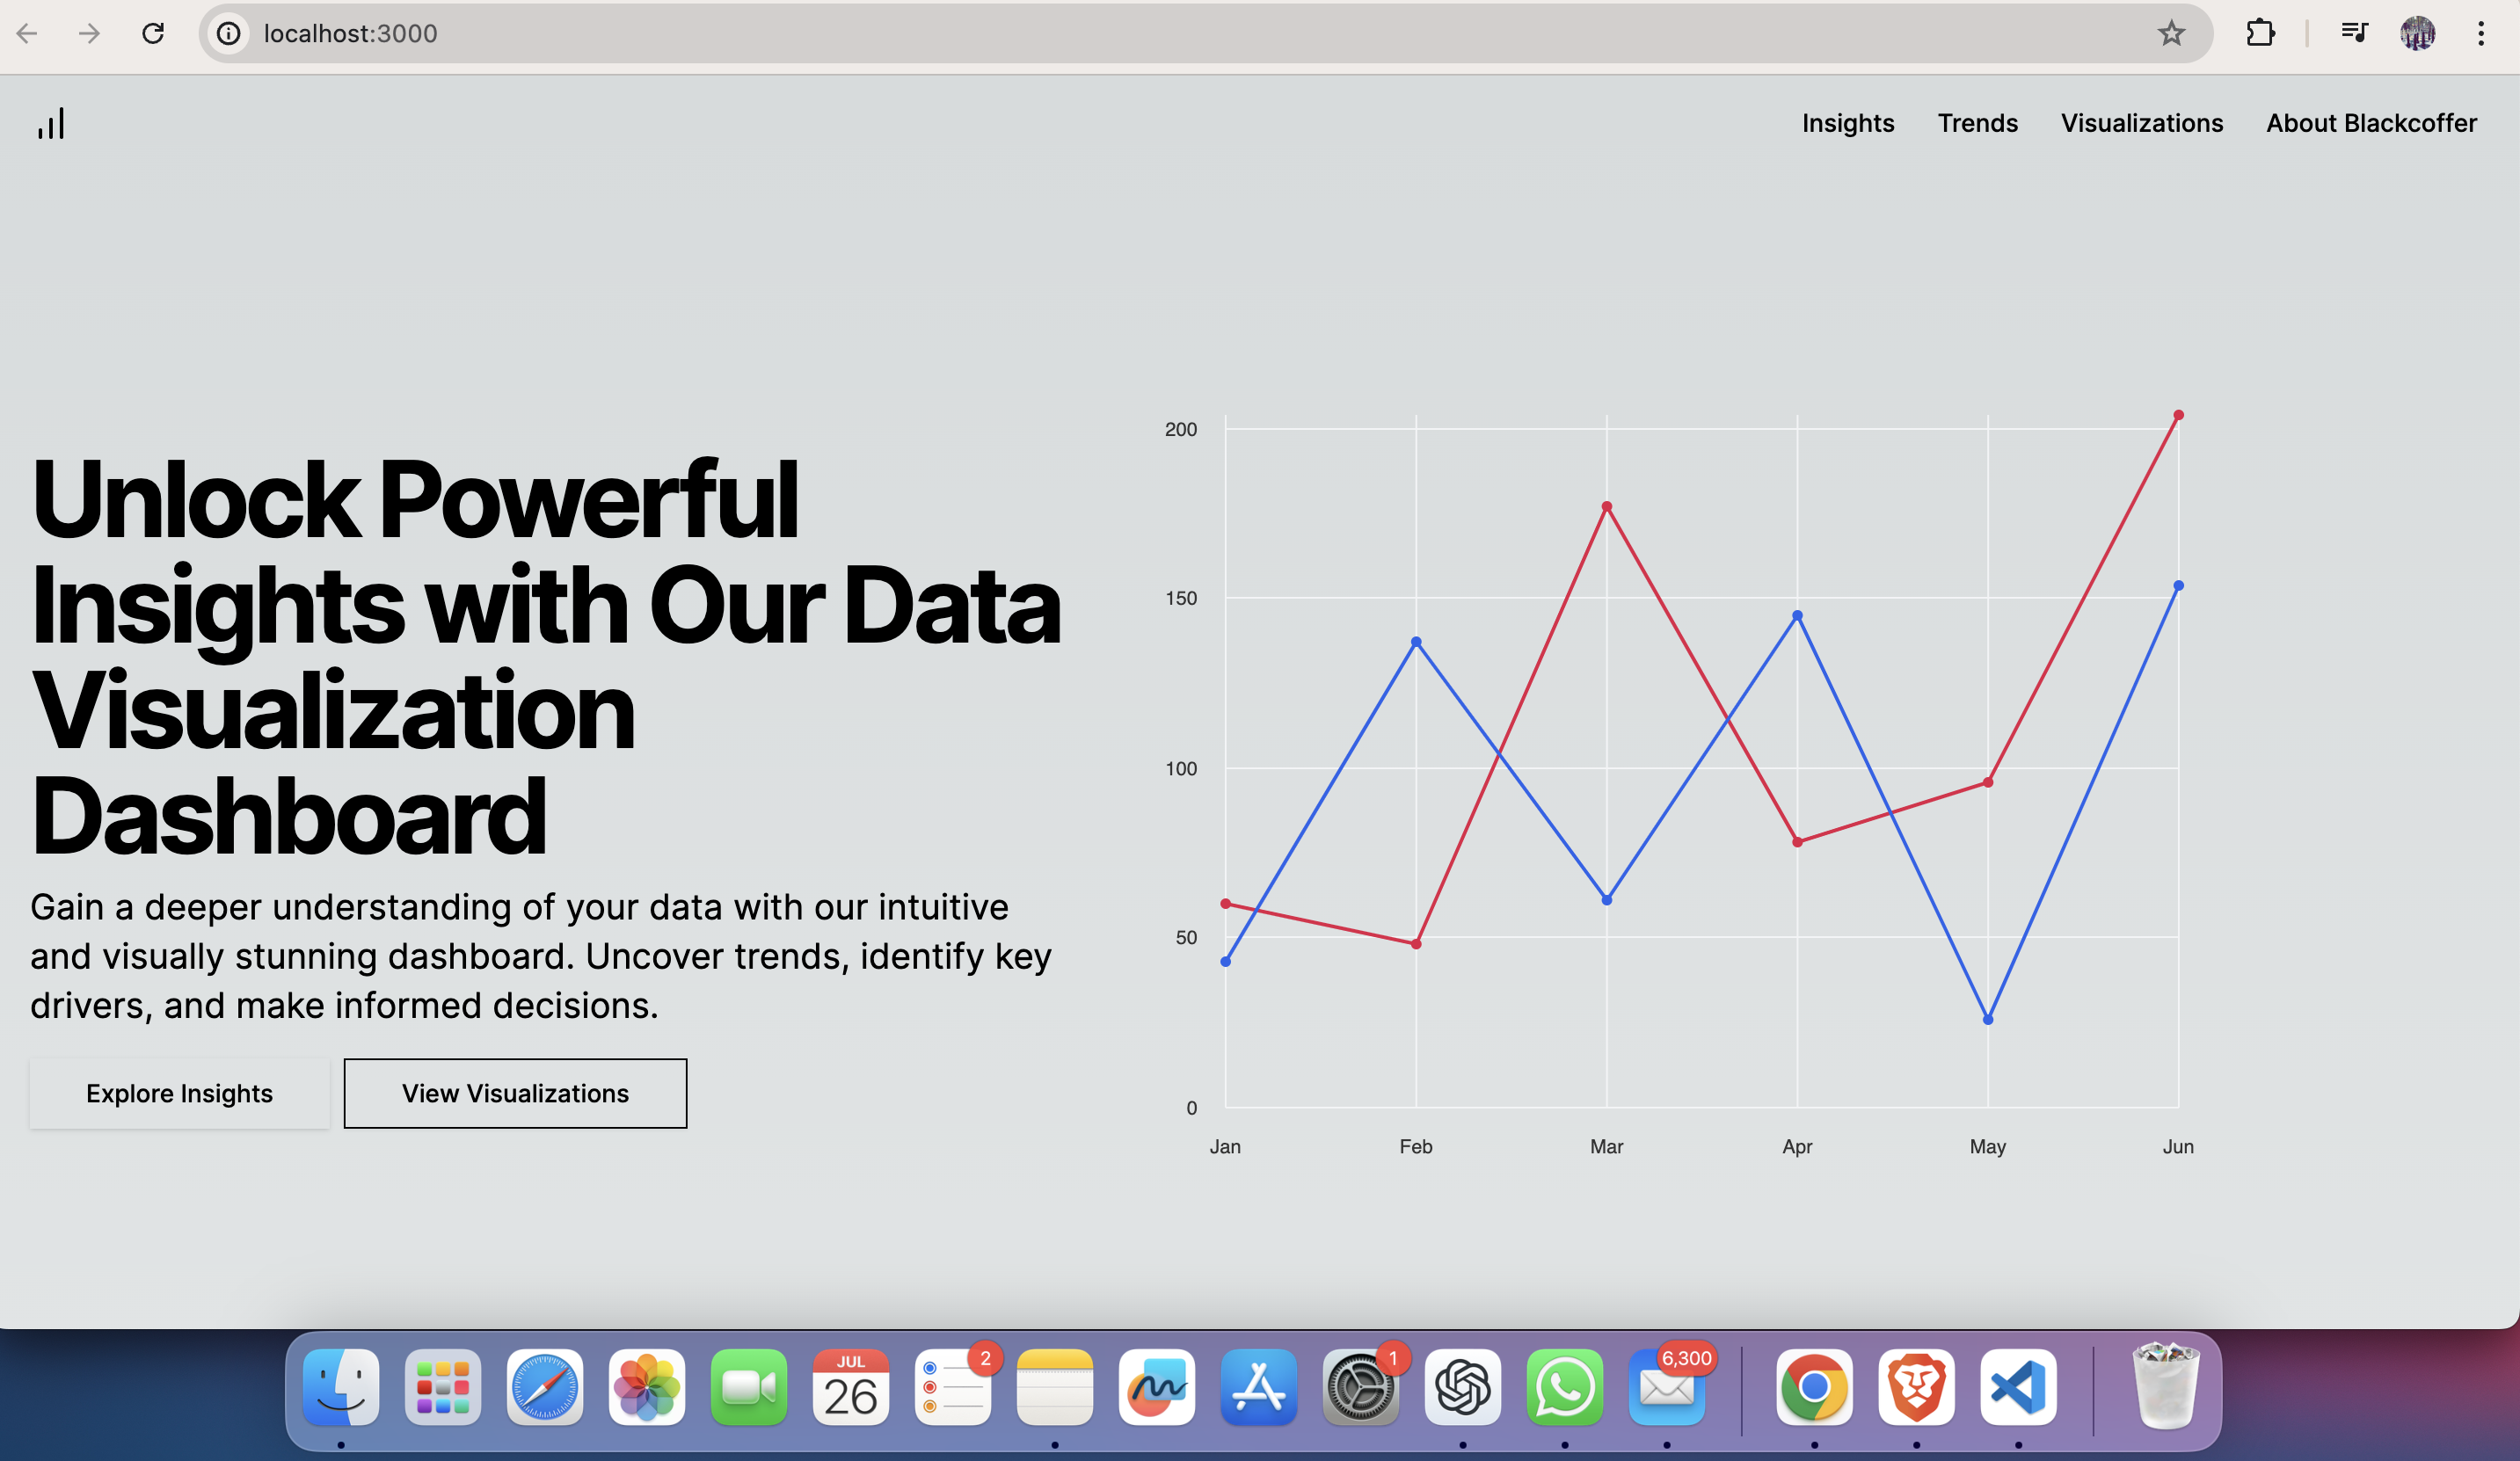 localhost:3000
Insights Trends Visualizations About Blackcoffer
Unlock Powerful
Insights with Our Data
Visualization
Dashboard
Gain a deeper understanding of your data with our intuitive
and visually stunning dashboard. Uncover trends, identify key
drivers, and make informed decisions.
Explore Insights
View Visualizations
200
150
100
50
0
Jan Feb Mar Apr May Jun
JUL
26
2
1
6,300